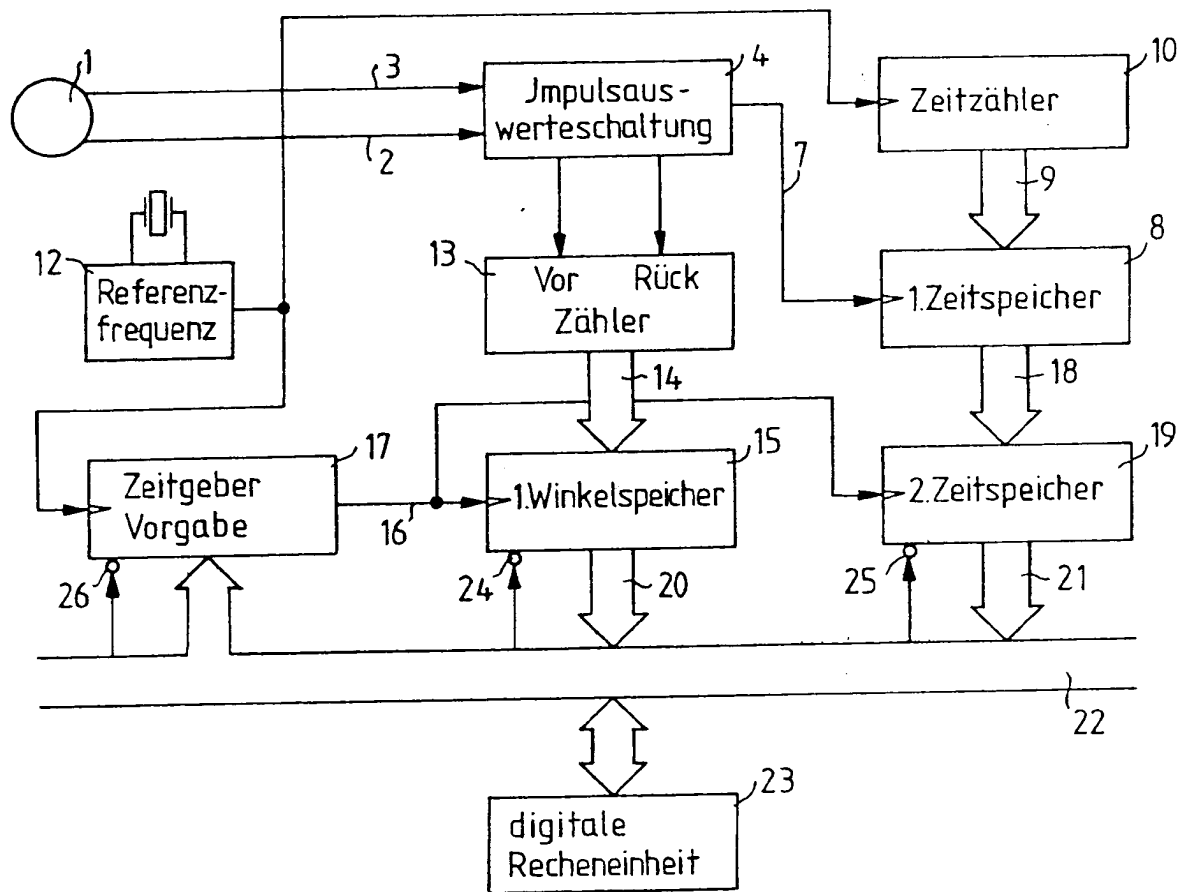 1
3
2
4
Jmpulsaus-
werteschaltung
7
10
Zeitzähler
9
12
Referenz-
frequenz
13
Vor Rück
Zähler
14
8
1.Zeitspeicher
18
17
Zeitgeber
Vorgabe
16
15
1.Winkelspeicher
19
2.Zeitspeicher
26
24
20
25
21
22
23
digitale
Recheneinheit